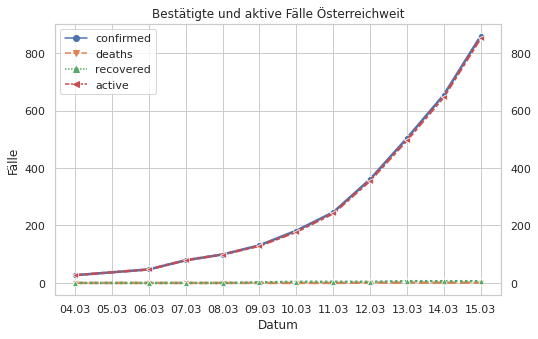 Bestätigte und aktive Fälle Österreichweit
confirmed
deaths
recovered
active
800
600
400
200
0
800
600
400
200
0
Fälle
04.03 05.03 06.03 07.03 08.03 09.03 10.03 11.03 12.03 13.03 14.03 15.03
Datum